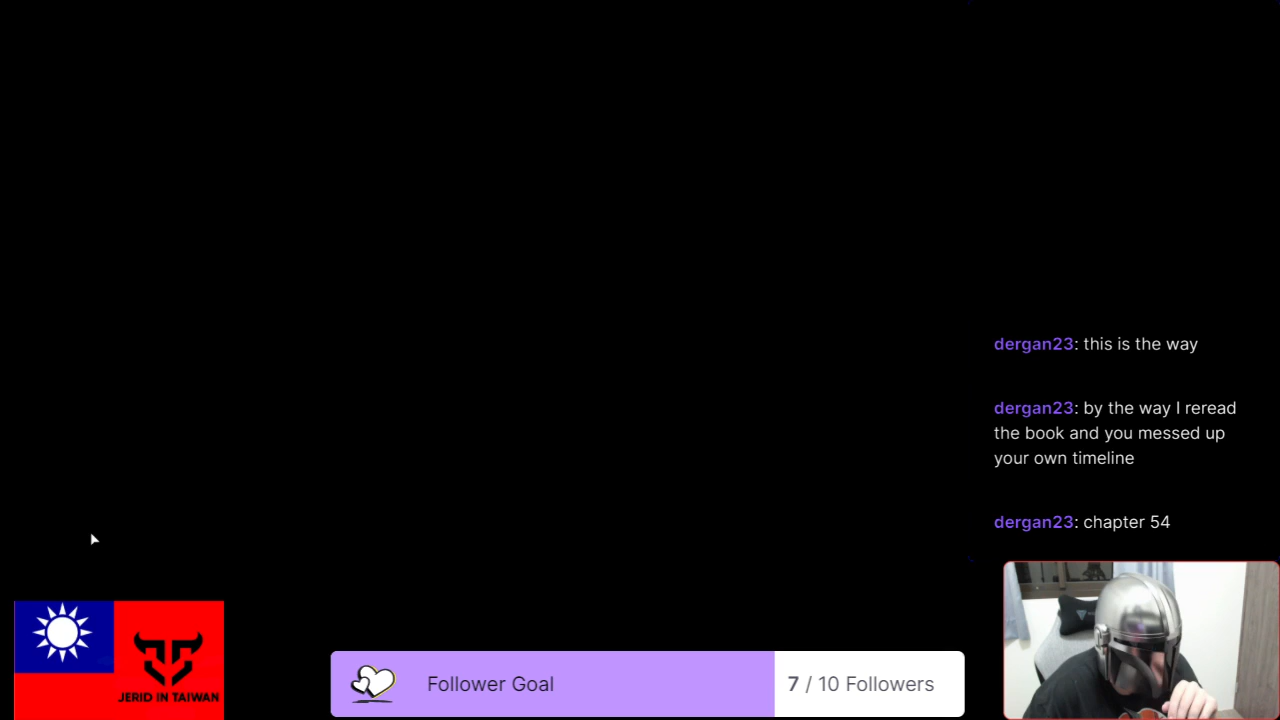 dergan23: this is the way
dergan23: by the way I reread
the book and you messed up
your own timeline
dergan23: chapter 54
JERID IN TAIWAN
Follower Goal
7 / 10 Followers